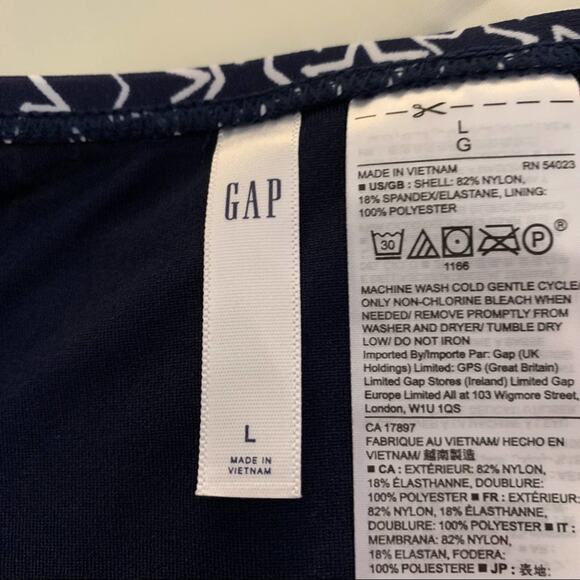 GAP
L
MADE IN
VIETNAM
L
G
MADE IN VIETNAM RN 54023
■ US/GB : SHELL: 82% NYLON,
18% SPANDEX/ELASTANE, LINING:
100% POLYESTER
30
P ®
1166
MACHINE WASH COLD GENTLE CYCLE/
ONLY NON-CHLORINE BLEACH WHEN
NEEDED/ REMOVE PROMPTLY FROM
WASHER AND DRYER/ TUMBLE DRY
LOW/ DO NOT IRON
Imported By/Importe Par: Gap (UK
Holdings) Limited: GPS (Great Britain)
Limited Gap Stores (Ireland) Limited Gap
Europe Limited All at 103 Wigmore Street,
London, W1U 1QS
CA 17897
FABRIQUE AU VIETNAM/ HECHO EN
VIETNAM/ 越南製造
■ CA : EXTÉRIEUR: 82% NYLON,
18% ÉLASTHANNE, DOUBLURE:
100% POLYESTER ■ FR : EXTÉRIEUR:
82% NYLON, 18% ÉLASTHANNE,
DOUBLURE: 100% POLYESTER ■ IT :
MEMBRANA: 82% NYLON,
18% ELASTAN, FODERA:
100% POLIESTERE ■ JP : 表地: